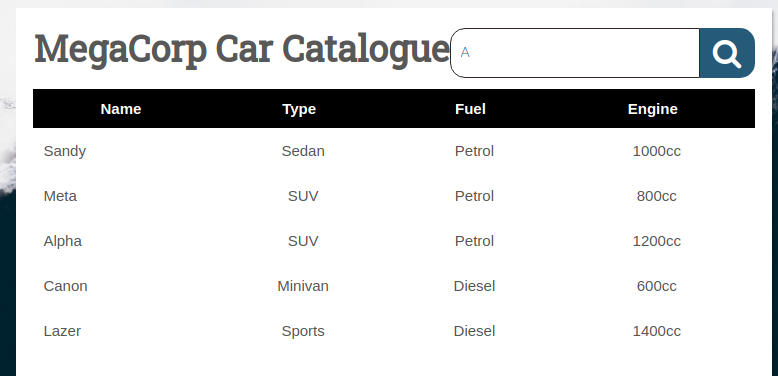 MegaCorp Car Catalogue A
Name Type Fuel Engine
Sandy Sedan Petrol 1000cc
Meta SUV Petrol 800cc
Alpha SUV Petrol 1200cc
Canon Minivan Diesel 600cc
Lazer Sports Diesel 1400cc